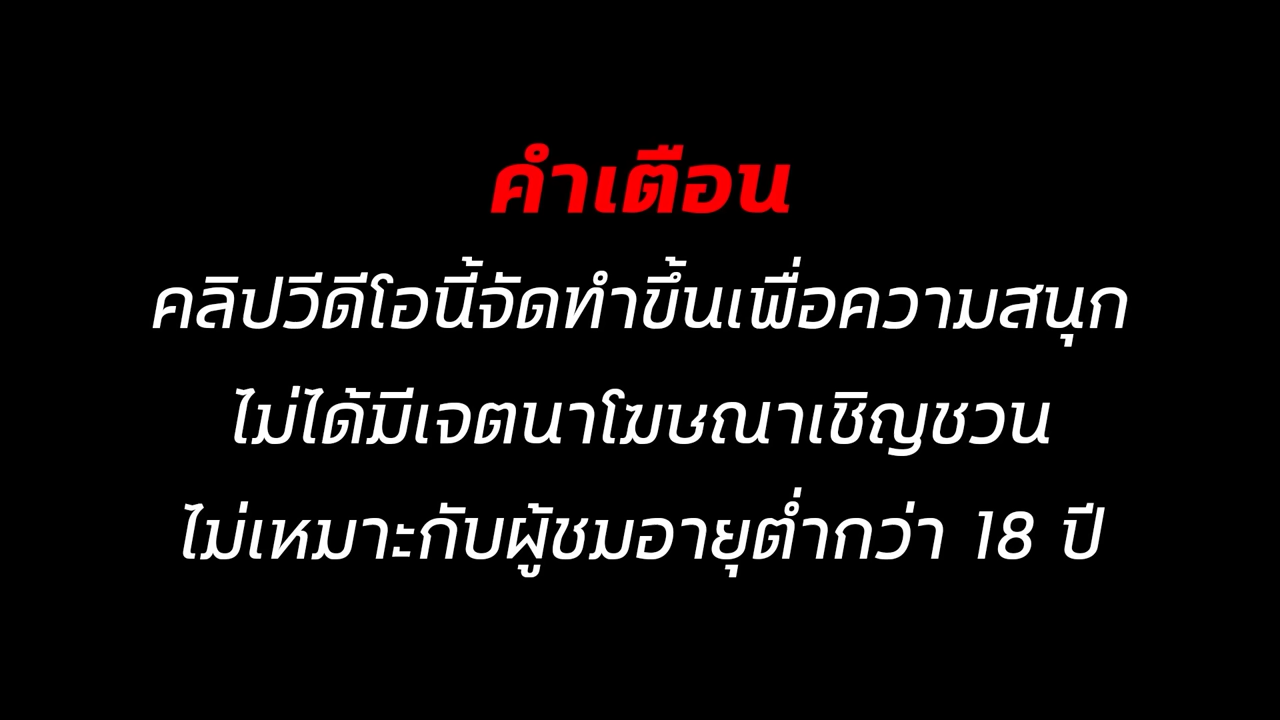 คำเตือน
คลิปวีดีโอนี้จัดทำขึ้นเพื่อความสนุก
ไม่ได้มีเจตนาโฆษณาเชิญชวน
ไม่เหมาะกับผู้ชมอายุต่ำกว่า 18 ปี